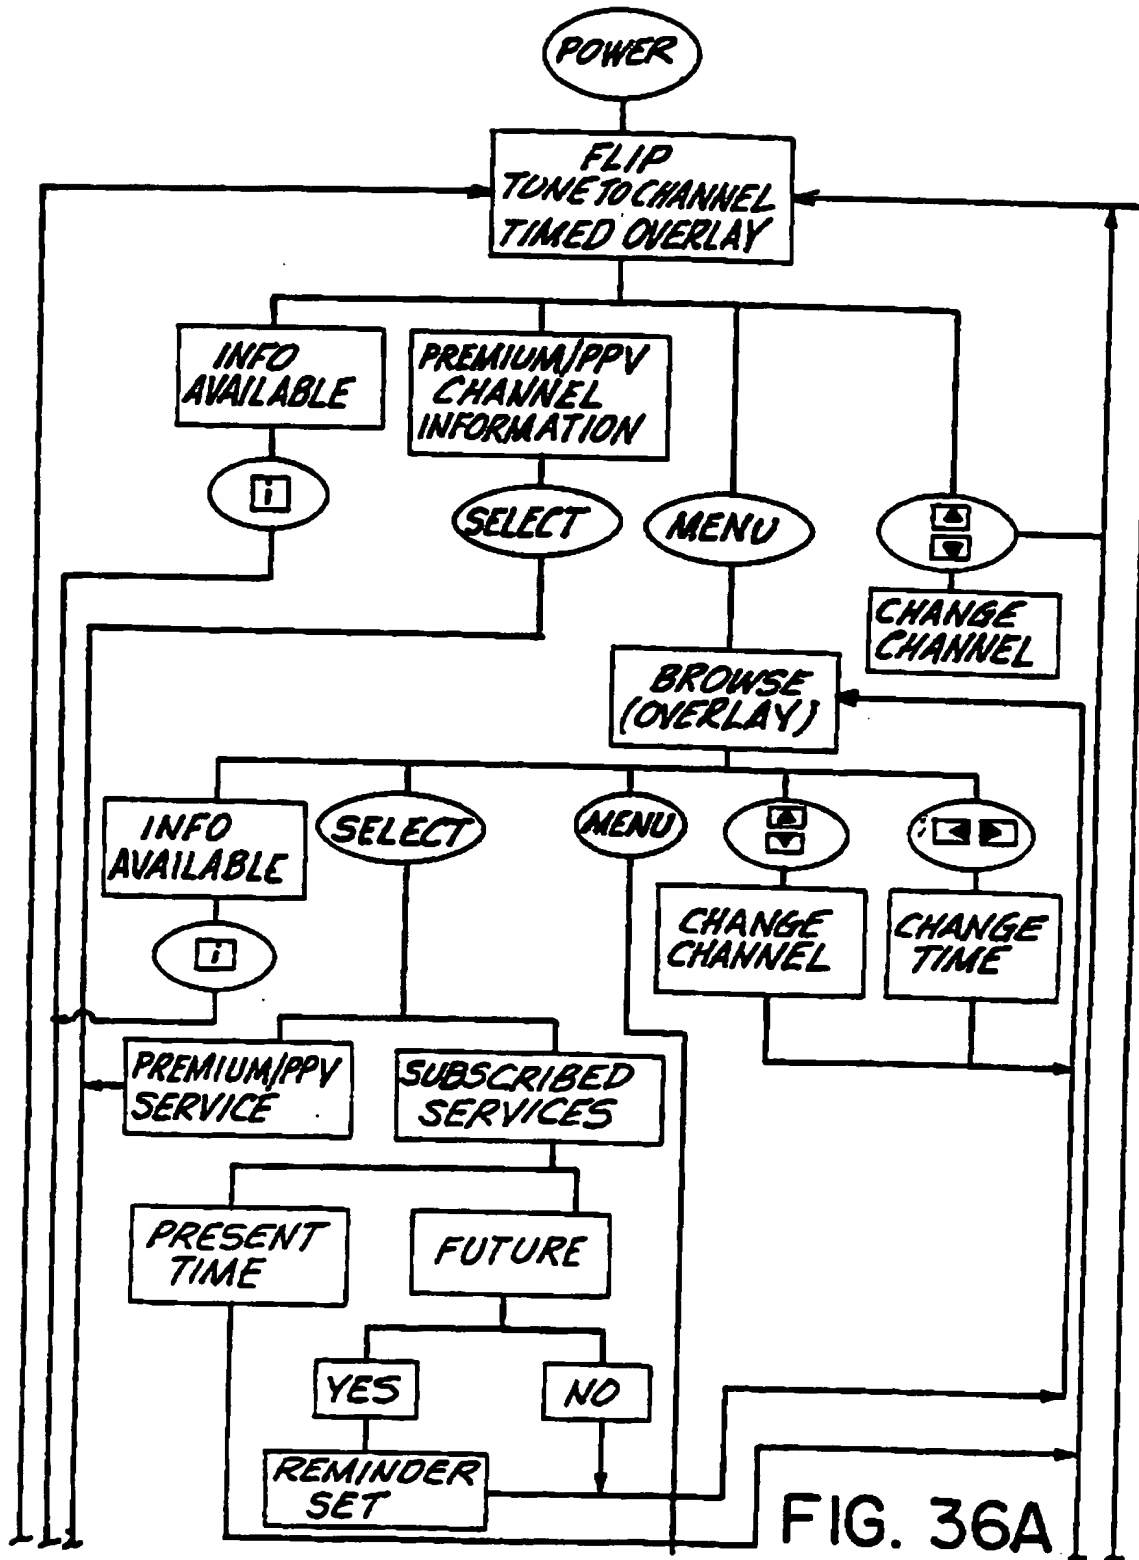 POWER
FLIP
TUNE TO CHANNEL
TIMED OVERLAY
INFO
AVAILABLE
PREMIUM/PPV
CHANNEL
INFORMATION
i
SELECT
MENU
CHANGE
CHANNEL
BROWSE
(OVERLAY)
INFO
AVAILABLE
SELECT
MENU
i
CHANGE
CHANNEL
CHANGE
TIME
PREMIUM/PPV
SERVICE
SUBSCRIBED
SERVICES
PRESENT
TIME
FUTURE
YES
NO
REMINDER
SET
FIG. 36A